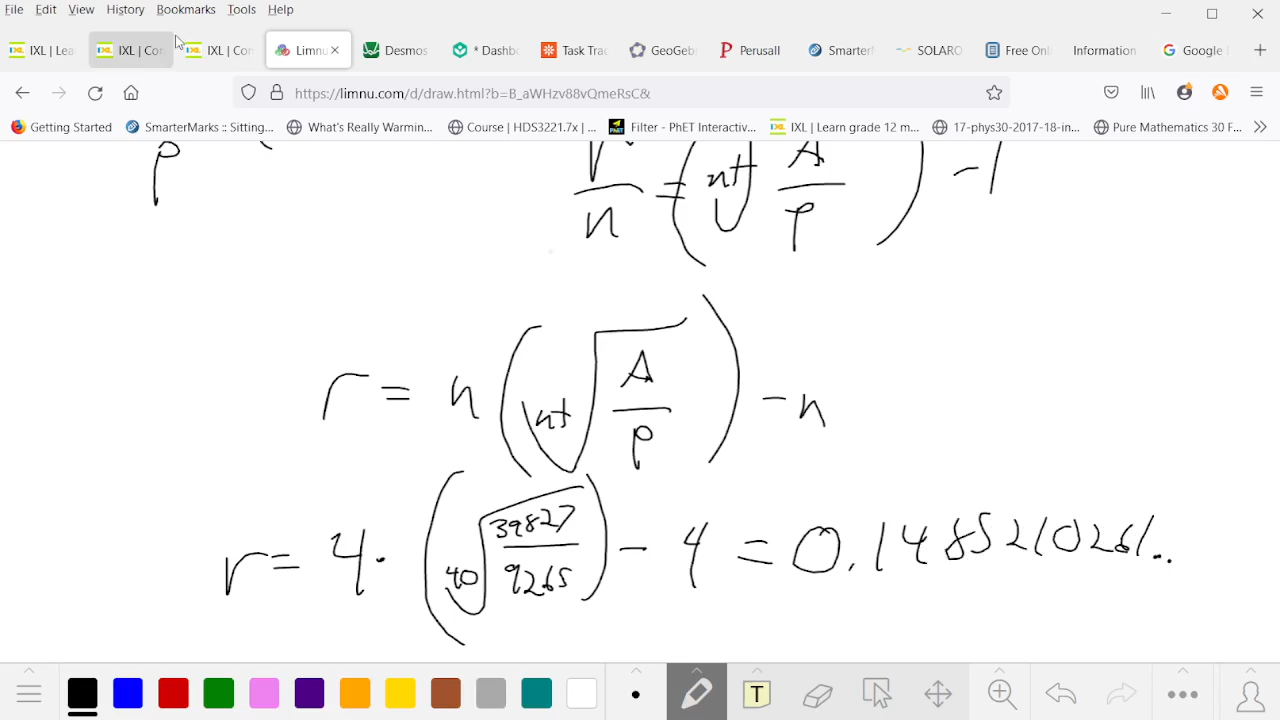 File Edit View History Bookmarks Tools Help
IXL | Lea IXL | Con IXL | Con Limnu × Desmos * Dashb Task Trac GeoGeb Perusall Smarter! SOLARO Free Onl Information Google
https://limnu.com/d/draw.html?b=B_aWHzv88vQmeRsC&
Getting Started SmarterMarks :: Sitting... What's Really Warmin... Course | HDS3221.7x | ... Filter - PhET Interactiv... IXL | Learn grade 12 m... 17-phys30-2017-18-in... Pure Mathematics 30 F...
P
r/n = (nt√ A/P) - 1
r = n (nt√ A/P) - n
r = 4 · (40√ 39827/9265) - 4 = 0.1485210261...
T